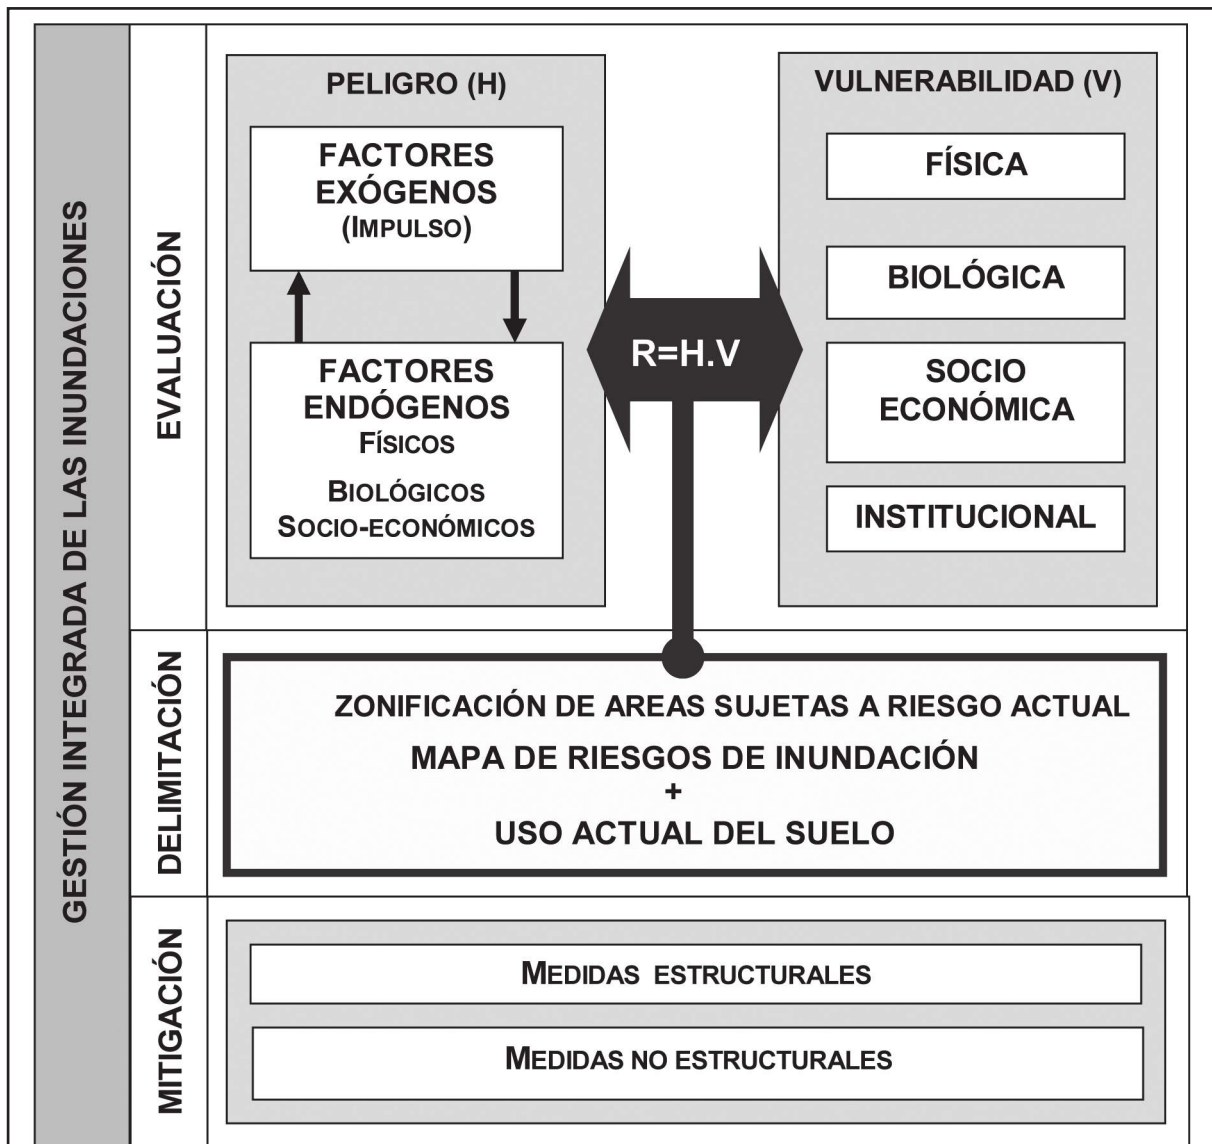 GESTIÓN INTEGRADA DE LAS INUNDACIONES
EVALUACIÓN
PELIGRO (H)
FACTORES
EXÓGENOS
(IMPULSO)
FACTORES
ENDÓGENOS
FÍSICOS
BIOLÓGICOS
SOCIO-ECONÓMICOS
R=H.V
VULNERABILIDAD (V)
FÍSICA
BIOLÓGICA
SOCIO
ECONÓMICA
INSTITUCIONAL
DELIMITACIÓN
ZONIFICACIÓN DE AREAS SUJETAS A RIESGO ACTUAL
MAPA DE RIESGOS DE INUNDACIÓN
+
USO ACTUAL DEL SUELO
MITIGACIÓN
MEDIDAS ESTRUCTURALES
MEDIDAS NO ESTRUCTURALES